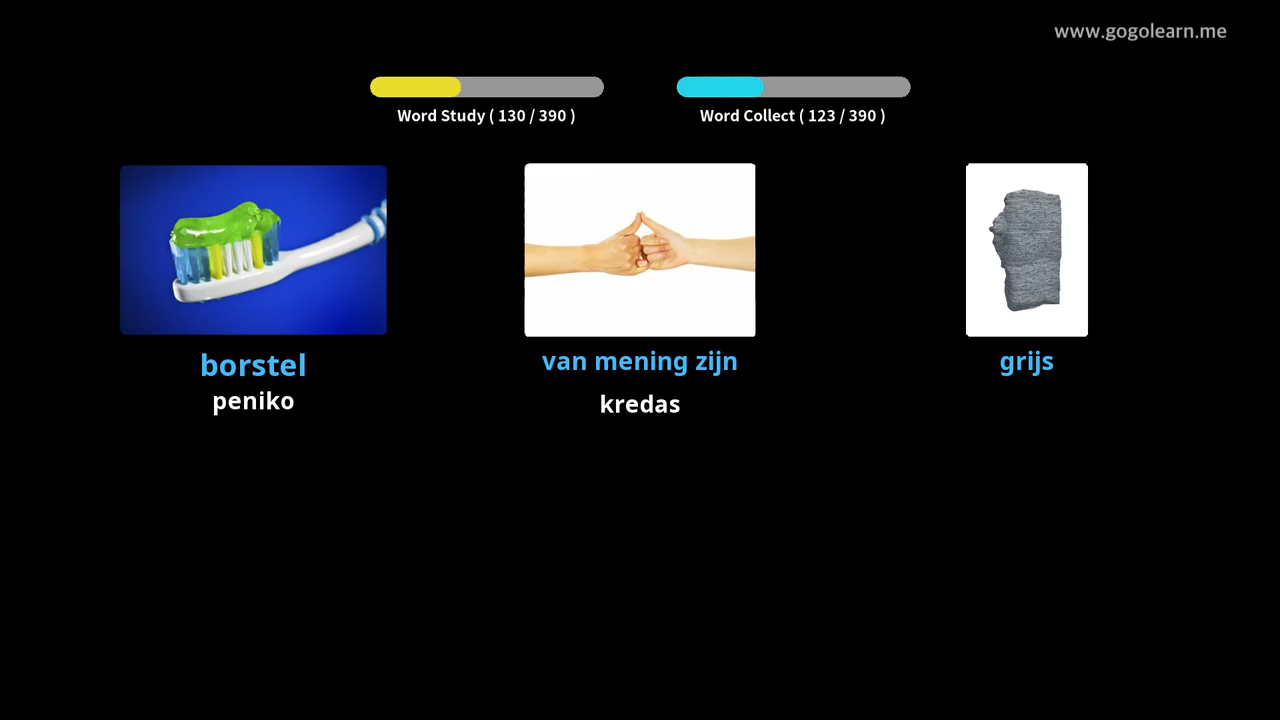 www.gogolearn.me
Word Study ( 130 / 390 )
Word Collect ( 123 / 390 )
borstel
peniko
van mening zijn
kredas
grijs